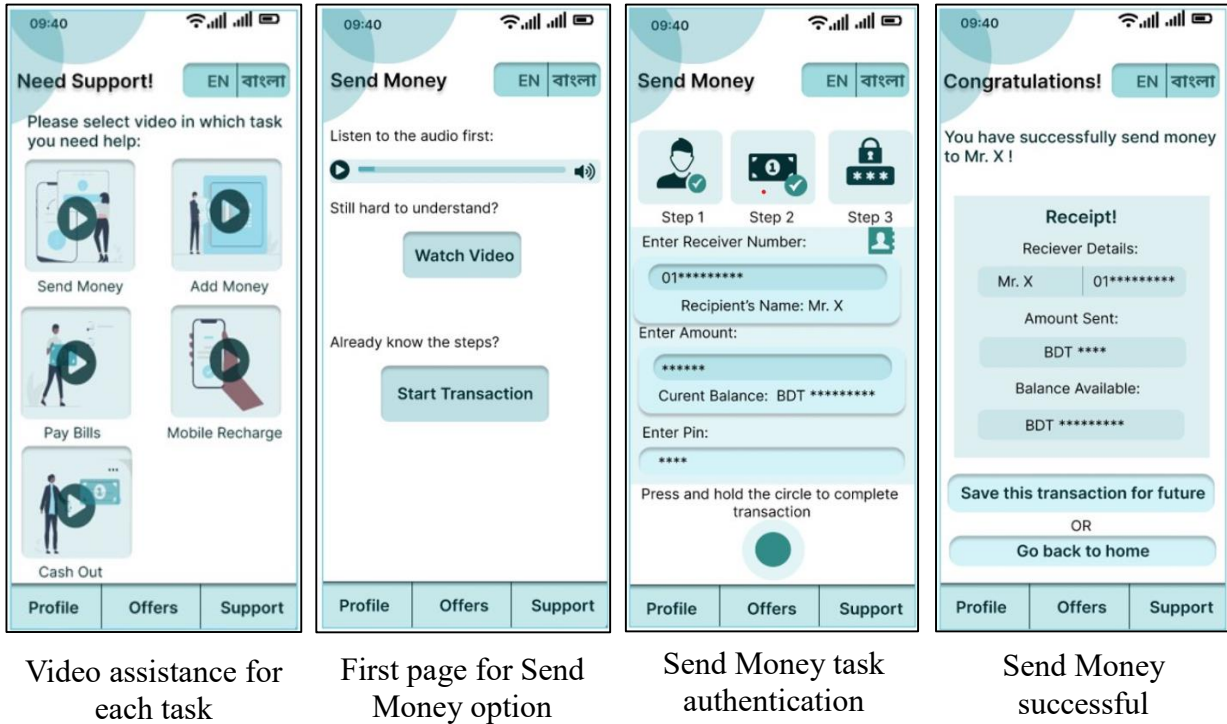 09:40
Need Support!
EN বাংলা
Please select video in which task
you need help:
Send Money
Add Money
Pay Bills
Mobile Recharge
Cash Out
Profile Offers Support
Video assistance for
each task
09:40
Send Money
EN বাংলা
Listen to the audio first:
Still hard to understand?
Watch Video
Already know the steps?
Start Transaction
Profile Offers Support
First page for Send
Money option
09:40
Send Money
EN বাংলা
1
***
Step 1 Step 2 Step 3
Enter Receiver Number:
01*********
Recipient's Name: Mr. X
Enter Amount:
******
Curent Balance: BDT *********
Enter Pin:
****
Press and hold the circle to complete
transaction
Profile Offers Support
Send Money task
authentication
09:40
Congratulations!
EN বাংলা
You have successfully send money
to Mr. X !
Receipt!
Reciever Details:
Mr. X 01*********
Amount Sent:
BDT ****
Balance Available:
BDT *********
Save this transaction for future
OR
Go back to home
Profile Offers Support
Send Money
successful